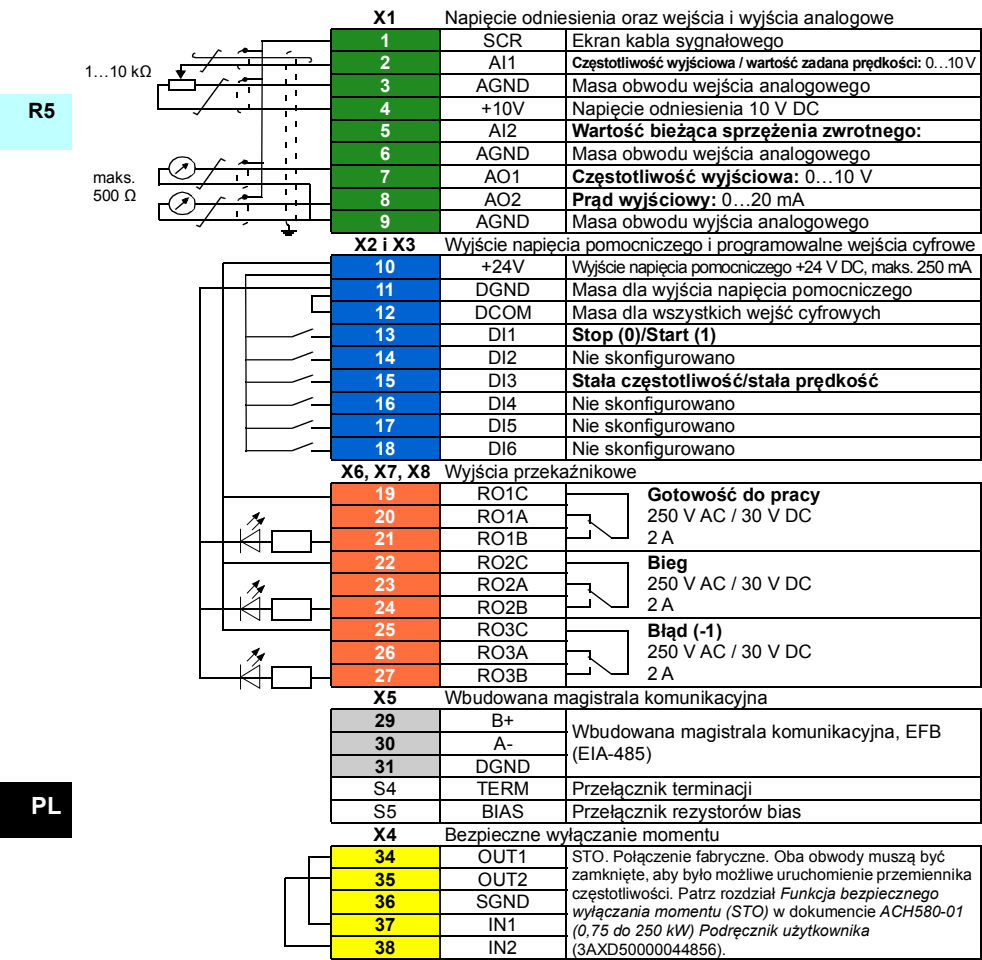 X1 Napięcie odniesienia oraz wejścia i wyjścia analogowe
1 SCR Ekran kabla sygnałowego
2 AI1 Częstotliwość wyjściowa / wartość zadana prędkości: 0…10 V
1…10 kΩ
3 AGND Masa obwodu wejścia analogowego
R5
4 +10V Napięcie odniesienia 10 V DC
5 AI2 Wartość bieżąca sprzężenia zwrotnego:
6 AGND Masa obwodu wejścia analogowego
maks.
500 Ω
7 AO1 Częstotliwość wyjściowa: 0…10 V
8 AO2 Prąd wyjściowy: 0…20 mA
9 AGND Masa obwodu wyjścia analogowego
X2 i X3 Wyjście napięcia pomocniczego i programowalne wejścia cyfrowe
10 +24V Wyjście napięcia pomocniczego +24 V DC, maks. 250 mA
11 DGND Masa dla wyjścia napięcia pomocniczego
12 DCOM Masa dla wszystkich wejść cyfrowych
13 DI1 Stop (0)/Start (1)
14 DI2 Nie skonfigurowano
15 DI3 Stała częstotliwość/stała prędkość
16 DI4 Nie skonfigurowano
17 DI5 Nie skonfigurowano
18 DI6 Nie skonfigurowano
X6, X7, X8 Wyjścia przekaźnikowe
19 RO1C Gotowość do pracy
20 RO1A 250 V AC / 30 V DC
21 RO1B 2 A
22 RO2C Bieg
23 RO2A 250 V AC / 30 V DC
24 RO2B 2 A
25 RO3C Błąd (-1)
26 RO3A 250 V AC / 30 V DC
27 RO3B 2 A
X5 Wbudowana magistrala komunikacyjna
29 B+
30 A-
31 DGND
Wbudowana magistrala komunikacyjna, EFB
(EIA-485)
S4 TERM Przełącznik terminacji
PL
S5 BIAS Przełącznik rezystorów bias
X4 Bezpieczne wyłączanie momentu
34 OUT1
35 OUT2
36 SGND
37 IN1
38 IN2
STO. Połączenie fabryczne. Oba obwody muszą być
zamknięte, aby było możliwe uruchomienie przemiennika
częstotliwości. Patrz rozdział Funkcja bezpiecznego
wyłączania momentu (STO) w dokumencie ACH580-01
(0,75 do 250 kW) Podręcznik użytkownika
(3AXD50000044856).